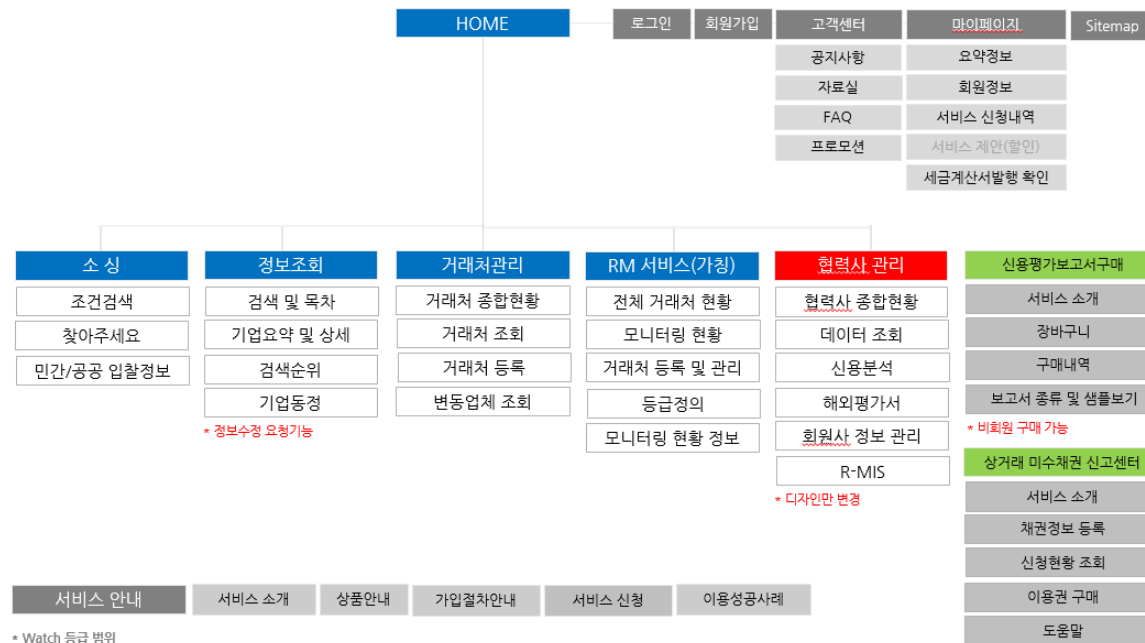 HOME
로그인
회원가입
고객센터
마이페이지
Sitemap
공지사항
자료실
FAQ
프로모션
요약정보
회원정보
서비스 신청내역
서비스 제안(할인)
세금계산서발행 확인
소 싱
조건검색
찾아주세요
민간/공공 입찰정보
정보조회
검색 및 목차
기업요약 및 상세
검색순위
기업동정
* 정보수정 요청기능
거래처관리
거래처 종합현황
거래처 조회
거래처 등록
변동업체 조회
RM 서비스(가칭)
전체 거래처 현황
모니터링 현황
거래처 등록 및 관리
등급정의
모니터링 현황 정보
협력사 관리
협력사 종합현황
데이터 조회
신용분석
해외평가서
회원사 정보 관리
R-MIS
* 디자인만 변경
신용평가보고서구매
서비스 소개
장바구니
구매내역
보고서 종류 및 샘플보기
* 비회원 구매 가능
상거래 미수채권 신고센터
서비스 소개
채권정보 등록
신청현황 조회
이용권 구매
도움말
서비스 안내
서비스 소개
상품안내
가입절차안내
서비스 신청
이용성공사례
* Watch 등급 범위